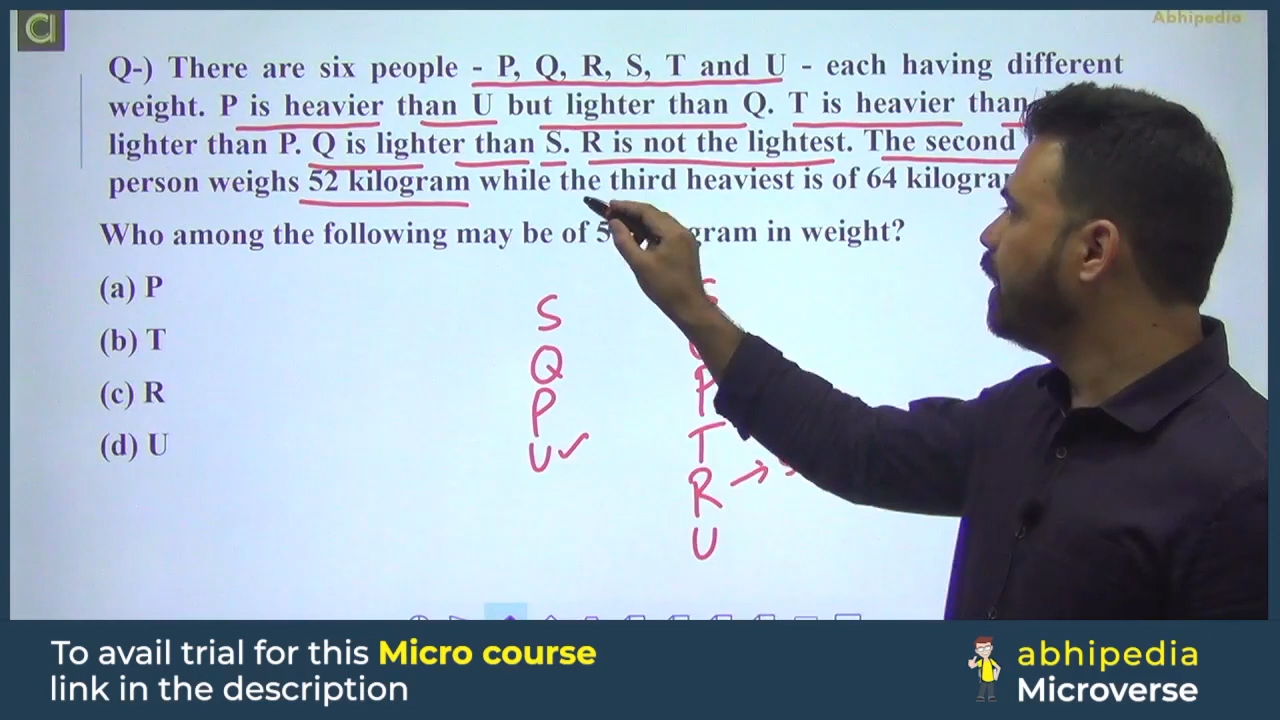 Abhipedia
Q-) There are six people - P, Q, R, S, T and U - each having different
weight. P is heavier than U but lighter than Q. T is heavier than
lighter than P. Q is lighter than S. R is not the lightest. The second
person weighs 52 kilogram while the third heaviest is of 64
Who among the following may be of in weight?
(a) P
(b) T
(c) R
(d) U
S
Q
P
U ✓
P
T
R →
U
To avail trial for this Micro course
link in the description
abhipedia
Microverse